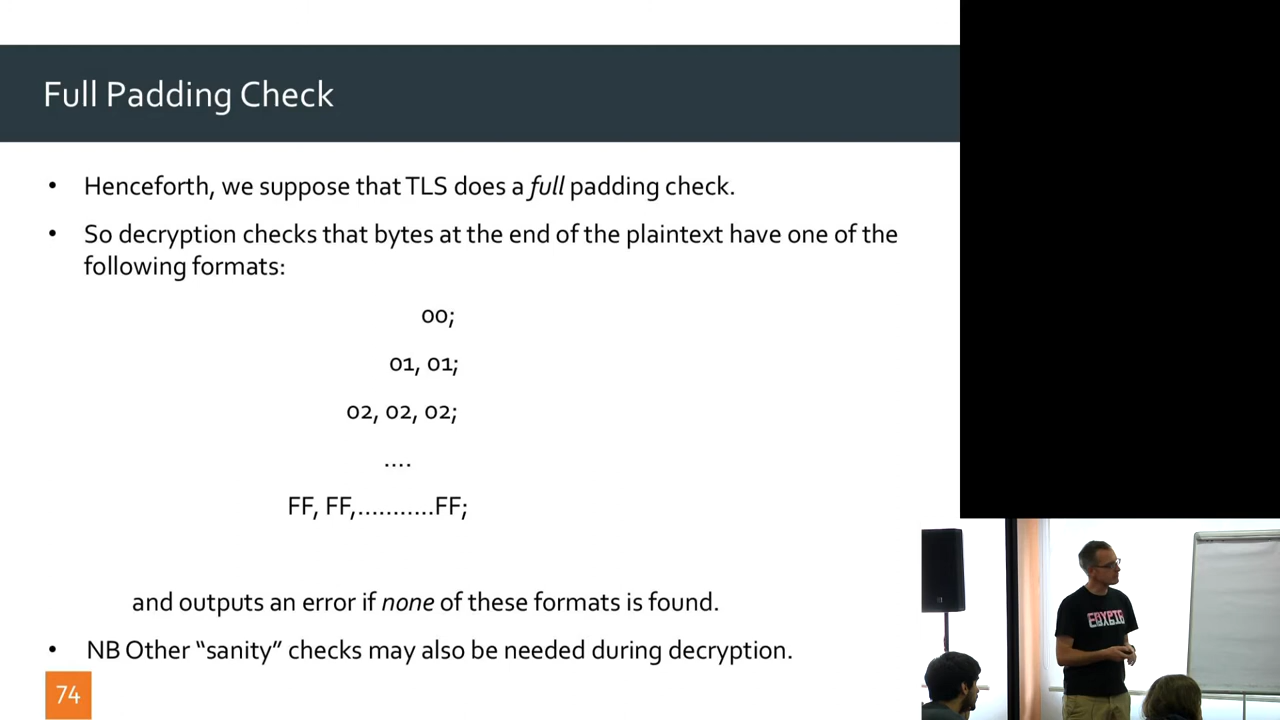 Full Padding Check
• Henceforth, we suppose that TLS does a full padding check.
• So decryption checks that bytes at the end of the plaintext have one of the
following formats:
00;
01, 01;
02, 02, 02;
....
FF, FF,...........FF;
and outputs an error if none of these formats is found.
• NB Other “sanity” checks may also be needed during decryption.
74